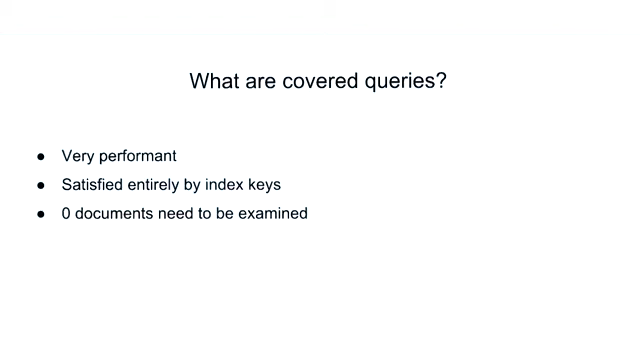 What are covered queries?
● Very performant
● Satisfied entirely by index keys
● 0 documents need to be examined